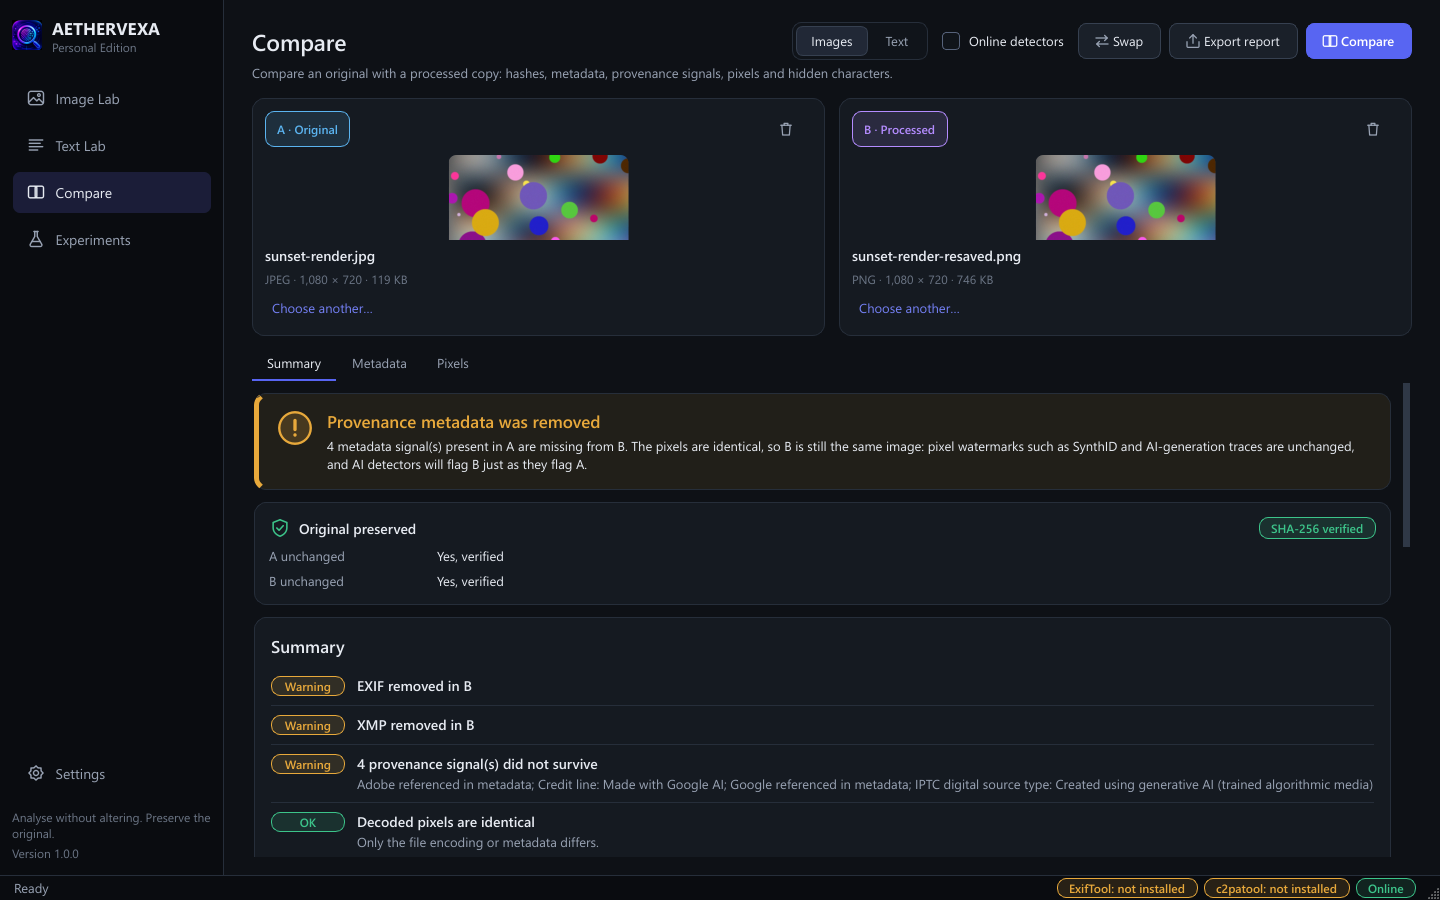 AETHERVEXA
Personal Edition
Image Lab
Text Lab
Compare
Experiments
Settings
Analyse without altering. Preserve the
original.
Version 1.0.0
Compare
Images
Text
Online detectors
Swap
Export report
Compare
Compare an original with a processed copy: hashes, metadata, provenance signals, pixels and hidden characters.
A · Original
sunset-render.jpg
JPEG · 1,080 × 720 · 119 KB
Choose another...
B · Processed
sunset-render-resaved.png
PNG · 1,080 × 720 · 746 KB
Choose another...
Summary
Metadata
Pixels
Provenance metadata was removed
4 metadata signal(s) present in A are missing from B. The pixels are identical, so B is still the same image: pixel watermarks such as SynthID and AI-generation traces are unchanged,
and AI detectors will flag B just as they flag A.
Original preserved
SHA-256 verified
A unchanged Yes, verified
B unchanged Yes, verified
Summary
Warning EXIF removed in B
Warning XMP removed in B
Warning 4 provenance signal(s) did not survive
Adobe referenced in metadata; Credit line: Made with Google AI; Google referenced in metadata; IPTC digital source type: Created using generative AI (trained algorithmic media)
OK Decoded pixels are identical
Only the file encoding or metadata differs.
Ready
ExifTool: not installed
c2patool: not installed
Online